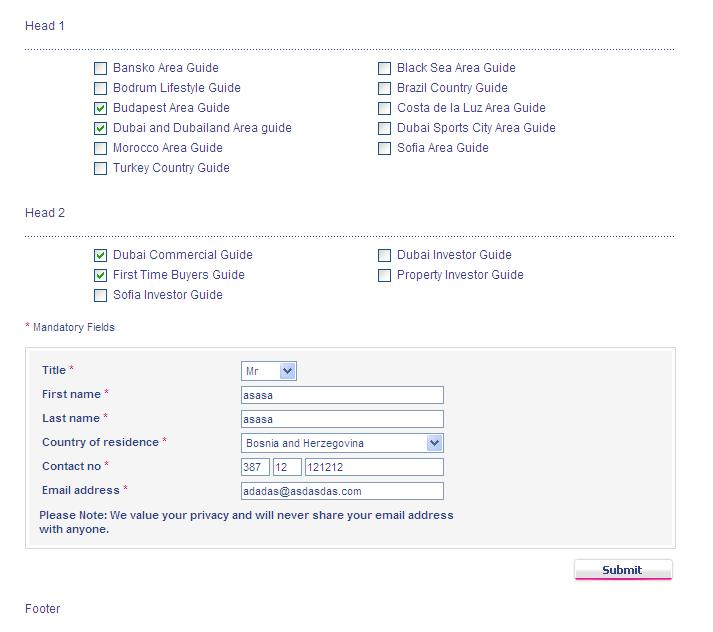 Head 1
Bansko Area Guide Black Sea Area Guide
Bodrum Lifestyle Guide Brazil Country Guide
Budapest Area Guide Costa de la Luz Area Guide
Dubai and Dubailand Area guide Dubai Sports City Area Guide
Morocco Area Guide Sofia Area Guide
Turkey Country Guide
Head 2
Dubai Commercial Guide Dubai Investor Guide
First Time Buyers Guide Property Investor Guide
Sofia Investor Guide
* Mandatory Fields
Title * Mr
First name * asasa
Last name * asasa
Country of residence * Bosnia and Herzegovina
Contact no * 387 12 121212
Email address * adadas@asdasdas.com
Please Note: We value your privacy and will never share your email address
with anyone.
Submit
Footer